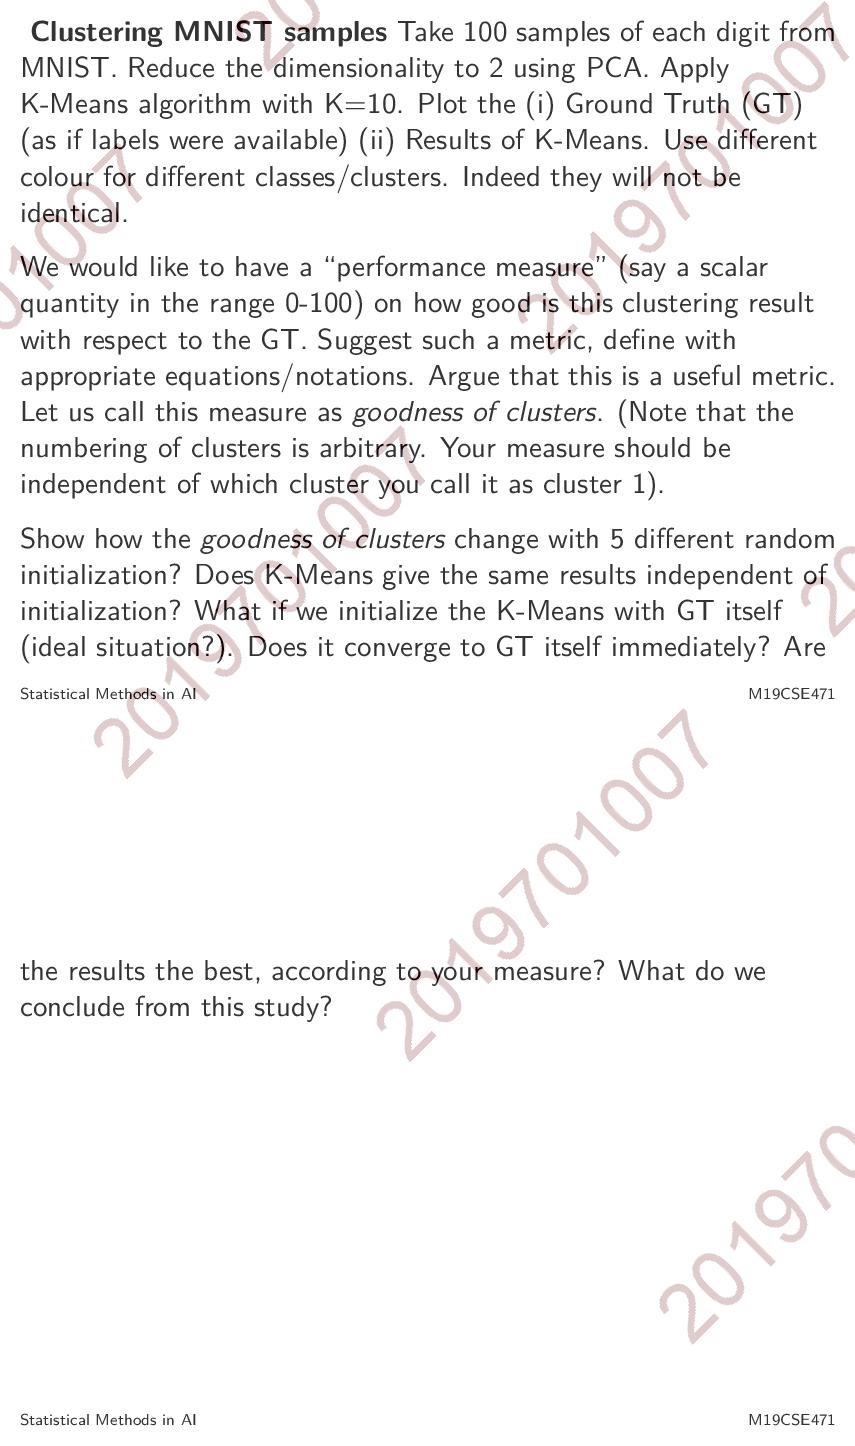 Clustering MNIST samples Take 100 samples of each digit from
MNIST. Reduce the dimensionality to 2 using PCA. Apply
K-Means algorithm with K=10. Plot the (i) Ground Truth (GT)
(as if labels were available) (ii) Results of K-Means. Use different
colour for different classes/clusters. Indeed they will not be
identical.
We would like to have a “performance measure” (say a scalar
quantity in the range 0-100) on how good is this clustering result
with respect to the GT. Suggest such a metric, define with
appropriate equations/notations. Argue that this is a useful metric.
Let us call this measure as goodness of clusters. (Note that the
numbering of clusters is arbitrary. Your measure should be
independent of which cluster you call it as cluster 1).
Show how the goodness of clusters change with 5 different random
initialization? Does K-Means give the same results independent of
initialization? What if we initialize the K-Means with GT itself
(ideal situation?). Does it converge to GT itself immediately? Are
Statistical Methods in AI M19CSE471
the results the best, according to your measure? What do we
conclude from this study?
Statistical Methods in AI M19CSE471
20
2019701007
01007
2019701007
20
2019701007
201970